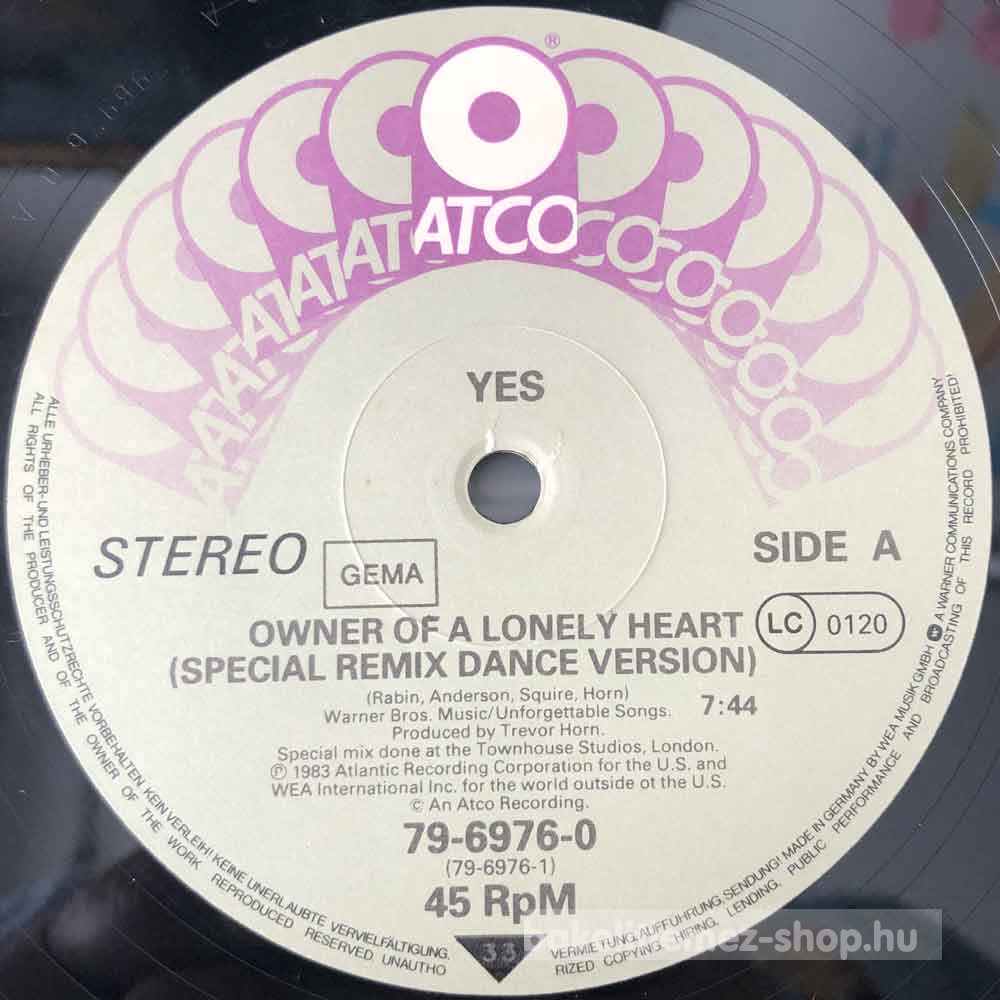 ®
ATCO
YES
STEREO
GEMA
SIDE A
OWNER OF A LONELY HEART
LC 0120
(SPECIAL REMIX DANCE VERSION)
(Rabin, Anderson, Squire, Horn)
Warner Bros. Music/Unforgettable Songs. 7:44
Produced by Trevor Horn.
Special mix done at the Townhouse Studios, London.
℗ 1983 Atlantic Recording Corporation for the U.S. and
WEA International Inc. for the world outside ot the U.S.
© An Atco Recording.
79-6976-0
(79-6976-1)
45 RpM
33
ALLE URHEBER- UND LEISTUNGSSCHUTZRECHTE VORBEHALTEN. KEIN VERLEIH! KEINE UNERLAUBTE VERVIELFÄLTIGUNG, VERMIETUNG, AUFFÜHRUNG, SENDUNG! MADE IN GERMANY BY WEA MUSIK GMBH A WARNER COMMUNICATIONS COMPANY
ALL RIGHTS OF THE PRODUCER AND OF THE OWNER OF THE WORK REPRODUCED RESERVED UNAUTHO RIZED COPYING, HIRING, LENDING, PUBLIC PERFORMANCE AND BROADCASTING OF THIS RECORD PROHIBITED!
bakelitlemez-shop.hu